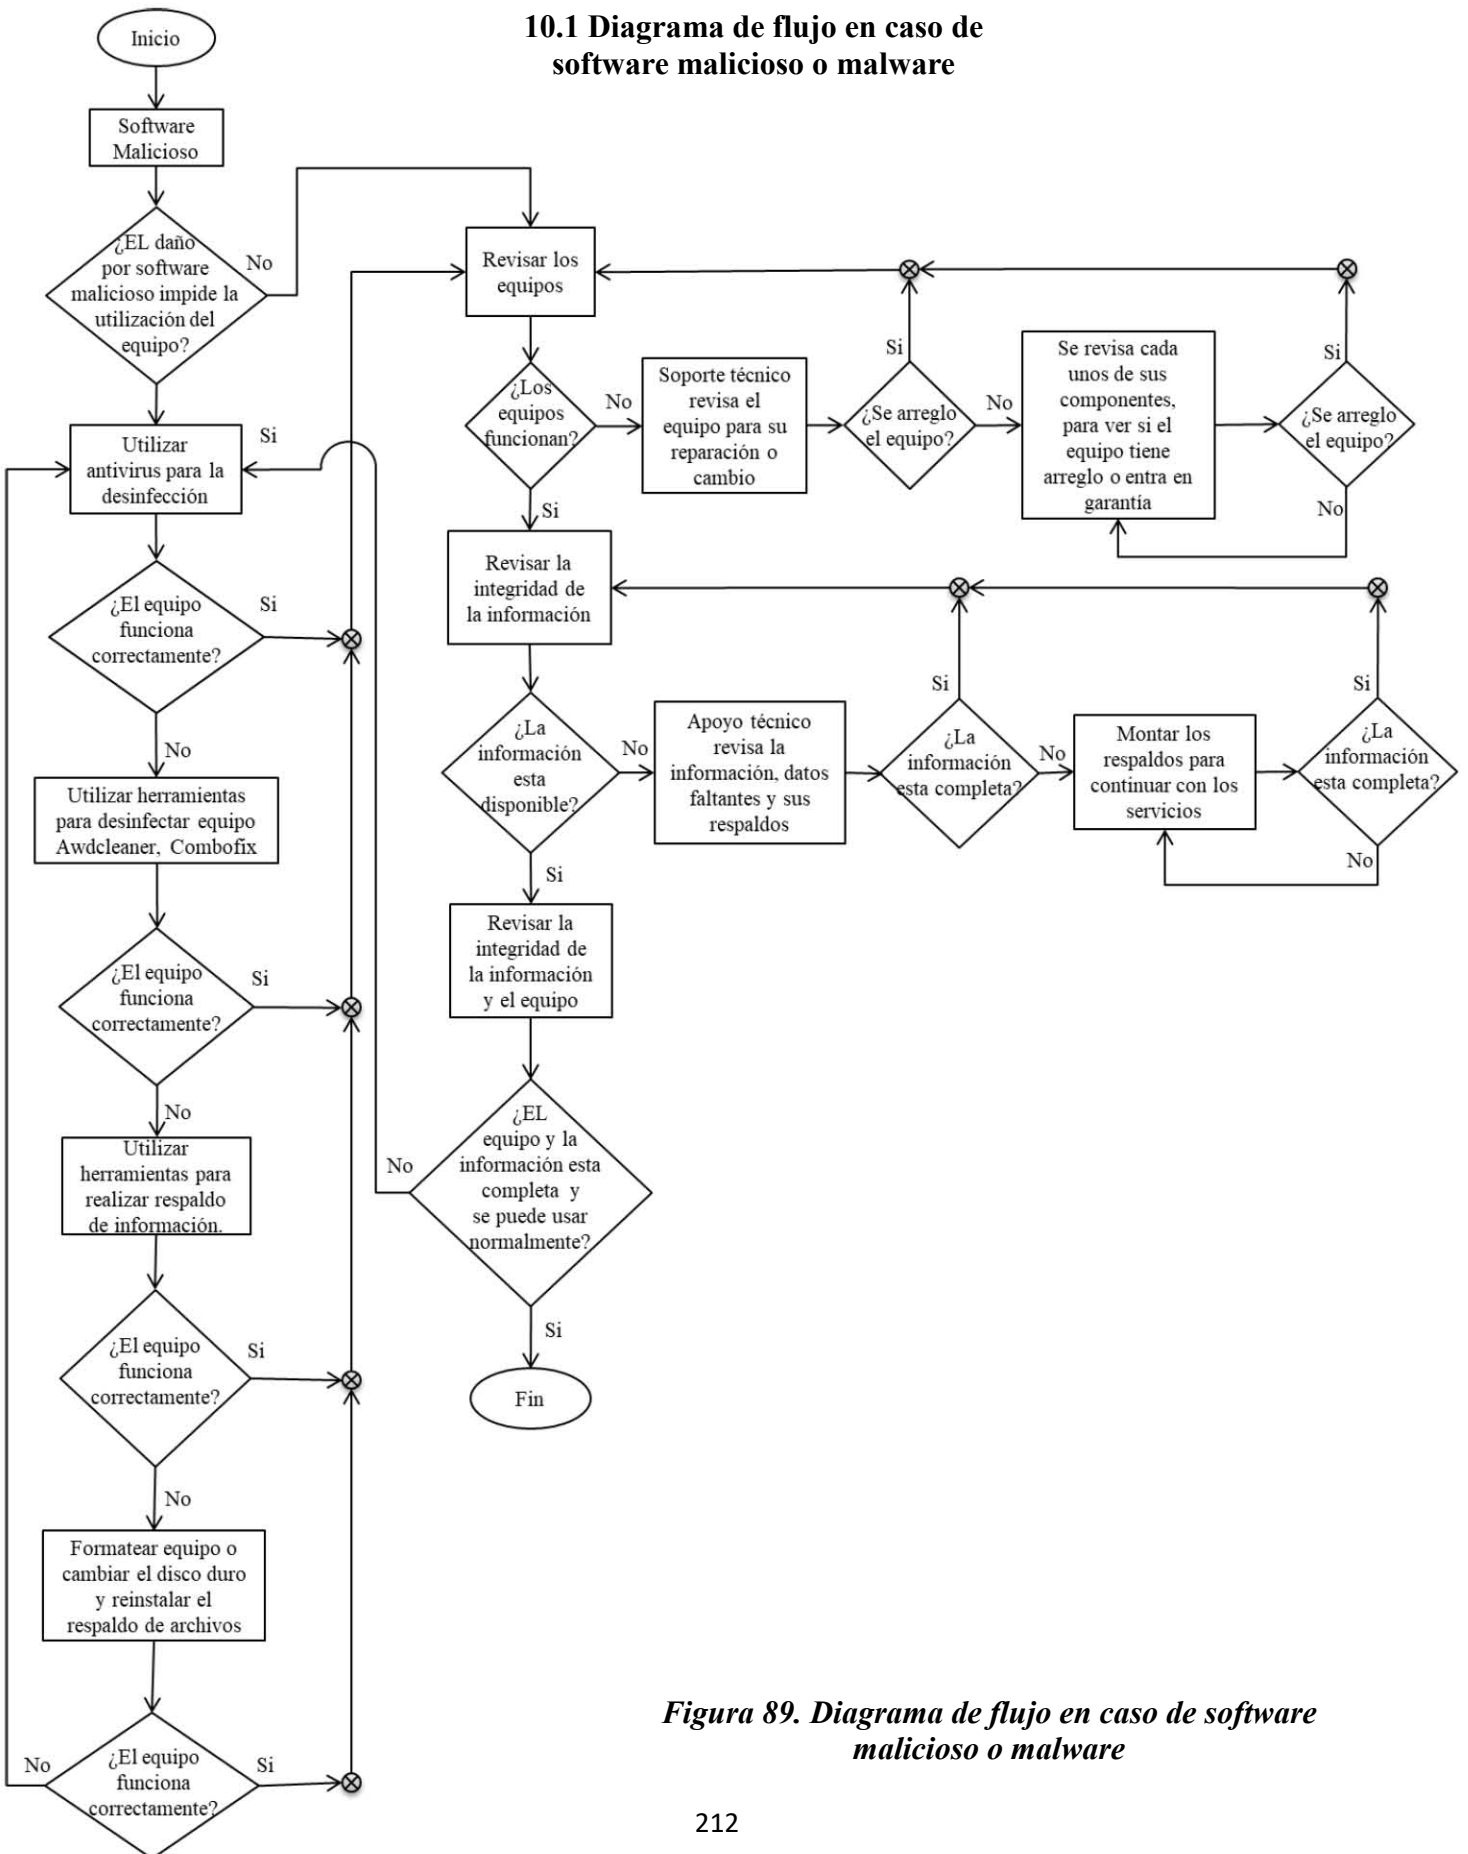 10.1 Diagrama de flujo en caso de
software malicioso o malware
Inicio
Software
Malicioso
¿EL daño
por software
malicioso impide la
utilización del
equipo?
No
Si
Utilizar
antivirus para la
desinfección
¿El equipo
funciona
correctamente?
Si
No
Utilizar herramientas
para desinfectar equipo
Awdcleaner, Combofix
¿El equipo
funciona
correctamente?
Si
No
Utilizar
herramientas para
realizar respaldo
de información.
¿El equipo
funciona
correctamente?
Si
No
Formatear equipo o
cambiar el disco duro
y reinstalar el
respaldo de archivos
¿El equipo
funciona
correctamente?
No
Si
Revisar los
equipos
¿Los
equipos
funcionan?
No
Si
Soporte técnico
revisa el
equipo para su
reparación o
cambio
¿Se arreglo
el equipo?
Si
No
Se revisa cada
unos de sus
componentes,
para ver si el
equipo tiene
arreglo o entra en
garantía
¿Se arreglo
el equipo?
Si
No
Revisar la
integridad de
la información
¿La
información
esta
disponible?
No
Si
Apoyo técnico
revisa la
información, datos
faltantes y sus
respaldos
¿La
información
esta completa?
Si
No
Montar los
respaldos para
continuar con los
servicios
¿La
información
esta completa?
Si
No
Revisar la
integridad de
la información
y el equipo
¿EL
equipo y la
información esta
completa y
se puede usar
normalmente?
No
Si
Fin
Figura 89. Diagrama de flujo en caso de software
malicioso o malware
212